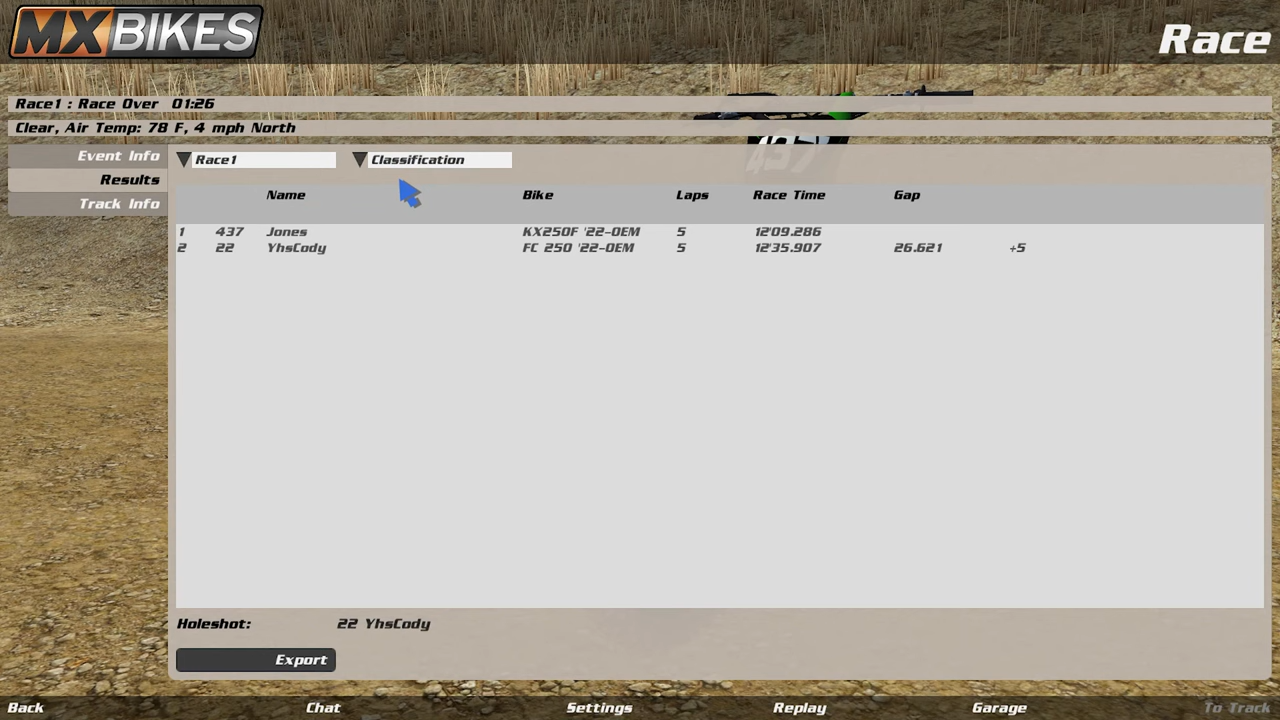 MXBIKES
Race
Race1 : Race Over 01:26
Clear, Air Temp: 78 F, 4 mph North
Event Info
Results
Track Info
Race1
Classification
Name Bike Laps Race Time Gap
1 437 Jones KX250F '22-OEM 5 12'09.286
2 22 YhsCody FC 250 '22-OEM 5 12'35.907 26.621 +5
Holeshot: 22 YhsCody
Export
Back Chat Settings Replay Garage To Track
437